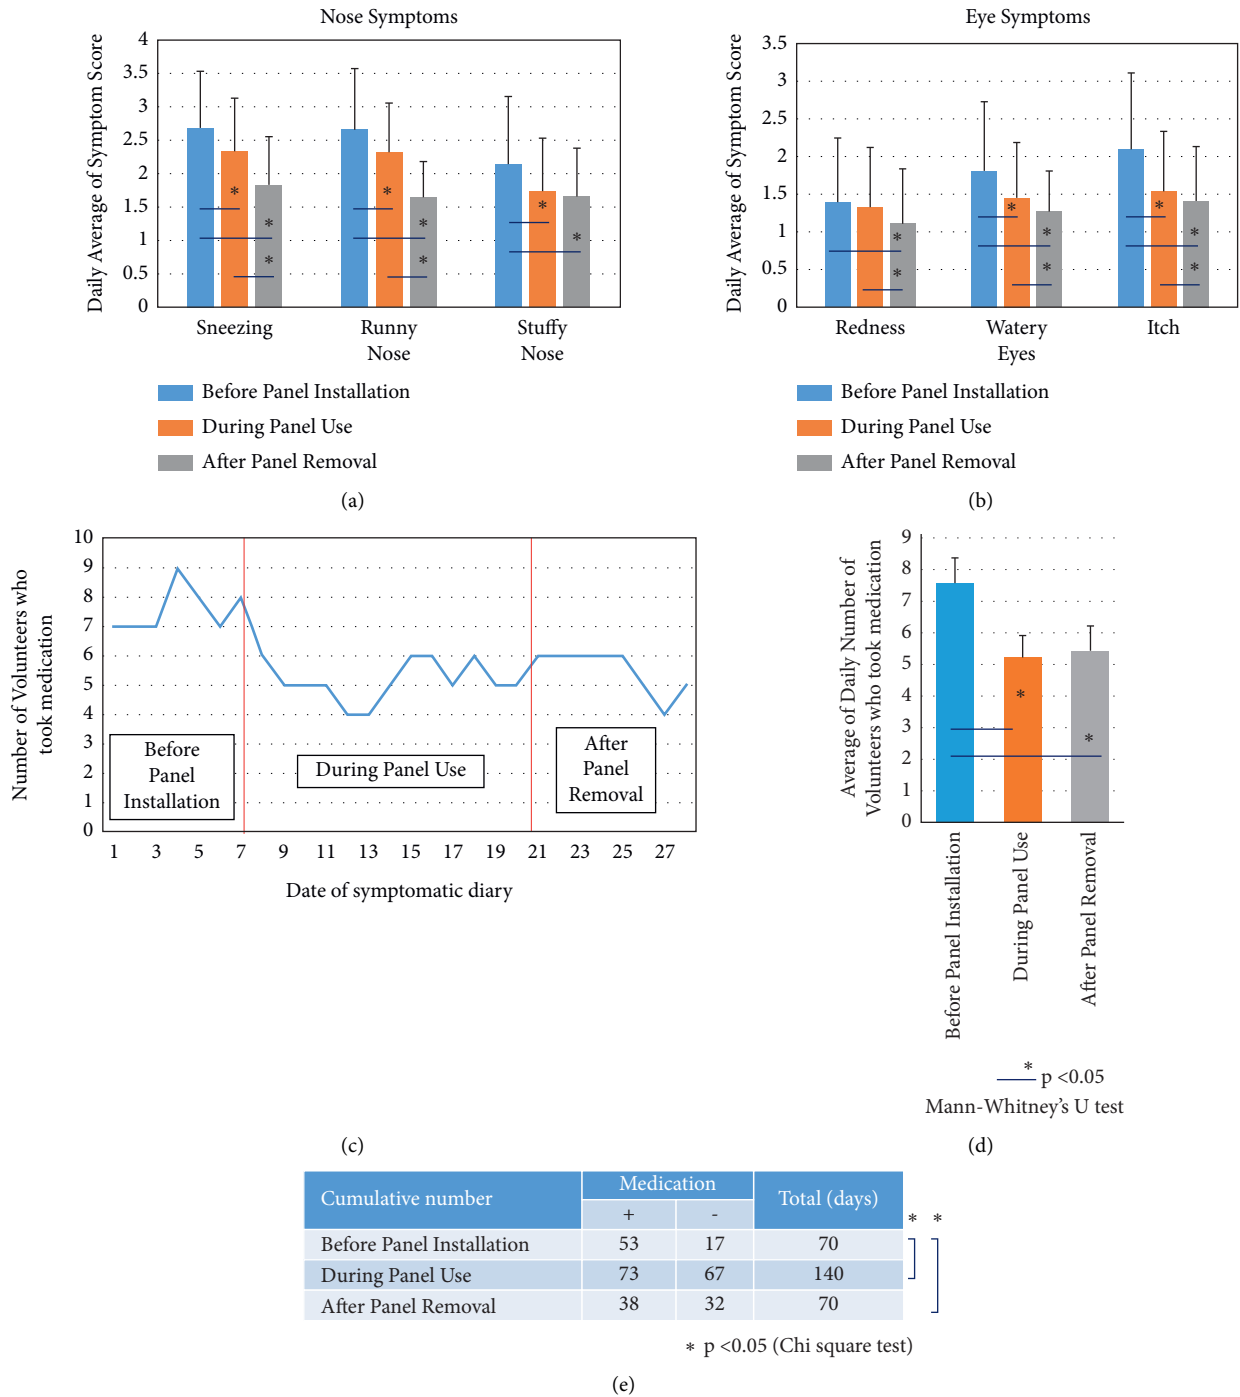 Nose Symptoms
Daily Average of Symptom Score
4
3.5
3
2.5
2
1.5
1
0.5
0
*
*
*
*
*
*
*
*
Sneezing
Runny
Nose
Stuffy
Nose
Before Panel Installation
During Panel Use
After Panel Removal
(a)
Eye Symptoms
Daily Average of Symptom Score
3.5
3
2.5
2
1.5
1
0.5
0
*
*
*
*
*
*
*
*
Redness
Watery
Eyes
Itch
Before Panel Installation
During Panel Use
After Panel Removal
(b)
Number of Volunteers who
took medication
10
9
8
7
6
5
4
3
2
1
0
Before
Panel
Installation
During Panel Use
After
Panel
Removal
1 3 5 7 9 11 13 15 17 19 21 23 25 27
Date of symptomatic diary
(c)
Average of Daily Number of
Volunteers who took medication
9
8
7
6
5
4
3
2
1
0
*
*
Before Panel Installation
During Panel Use
After Panel Removal
* p <0.05
Mann-Whitney's U test
(d)
Cumulative number Medication Total (days)
+ -
Before Panel Installation 53 17 70
During Panel Use 73 67 140
After Panel Removal 38 32 70
* *
* p <0.05 (Chi square test)
(e)